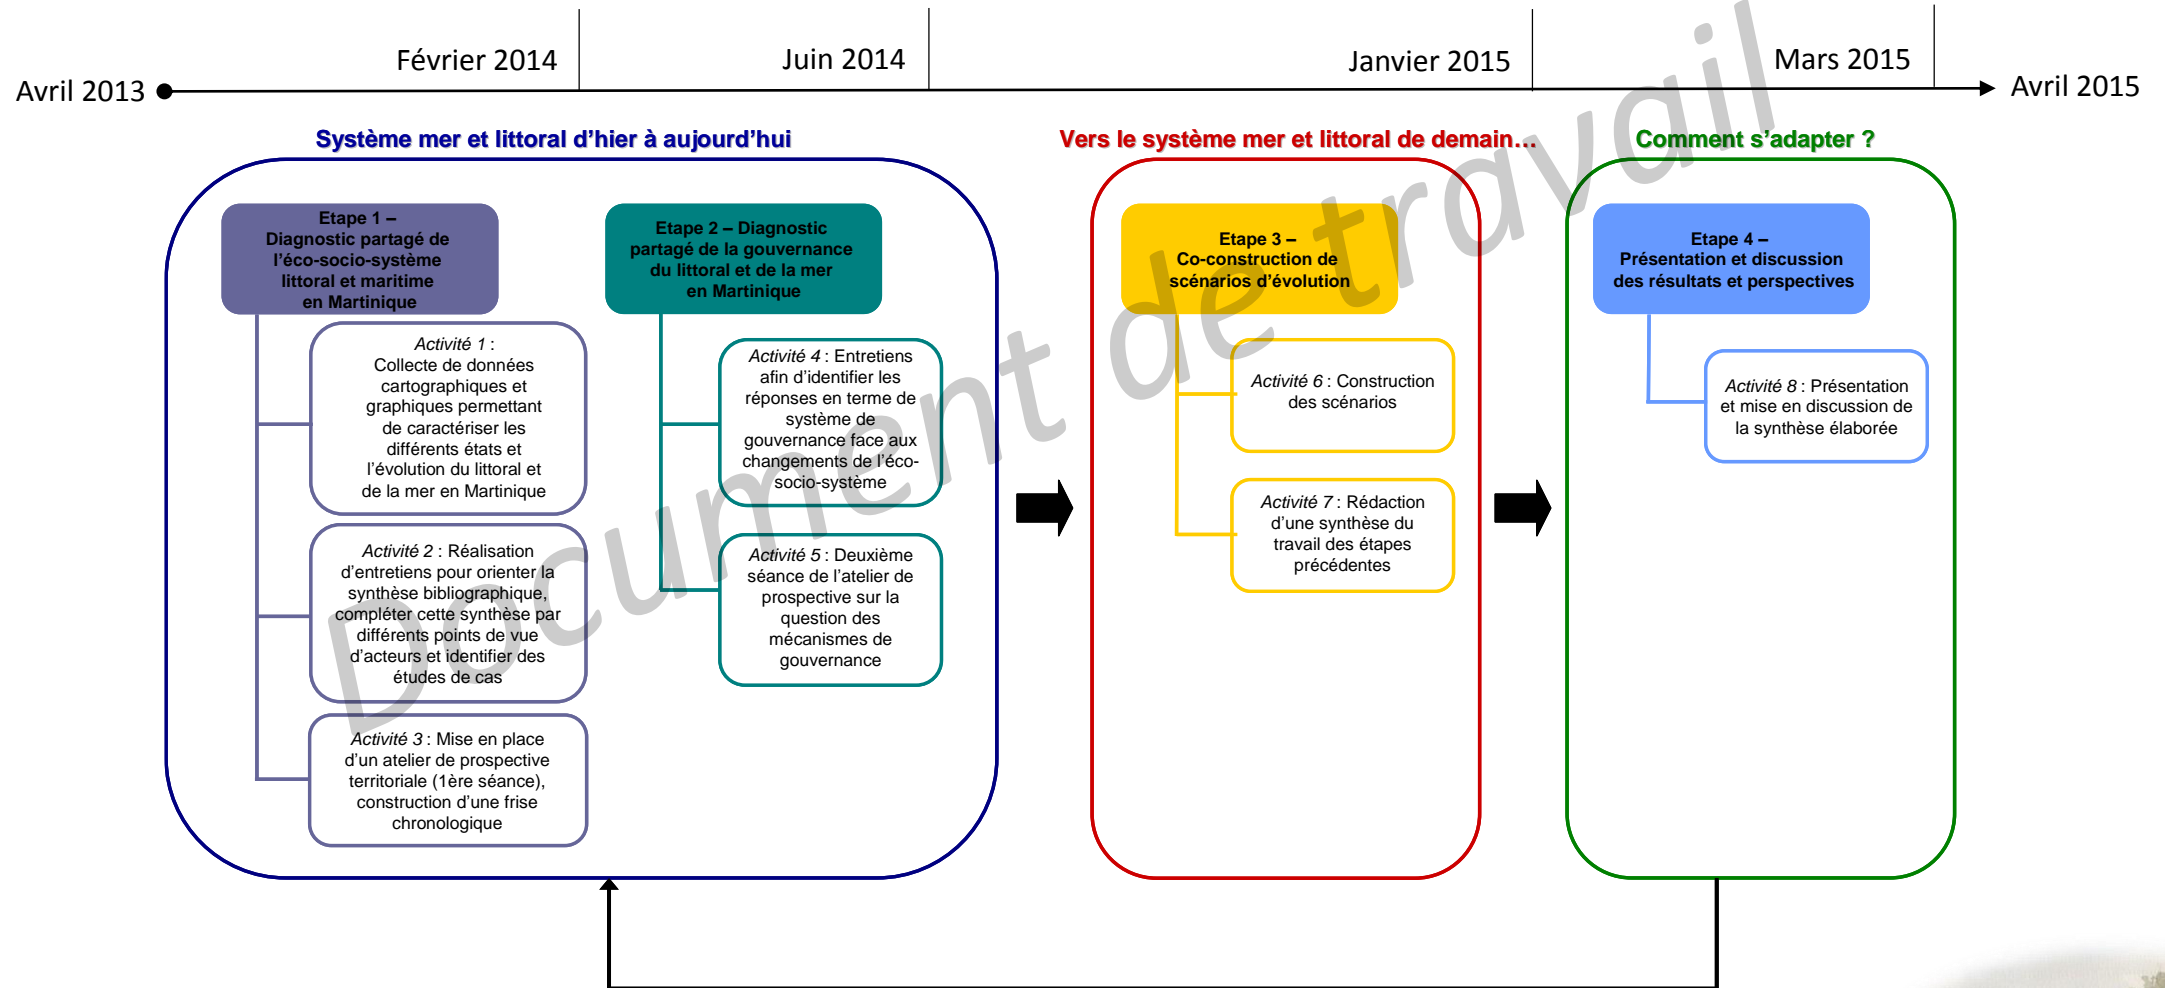 Février 2014
Juin 2014
Janvier 2015
Mars 2015
Avril 2013
Avril 2015
Système mer et littoral d'hier à aujourd'hui
Vers le système mer et littoral de demain…
Comment s'adapter ?
Etape 1 –
Diagnostic partagé de
l'éco-socio-système
littoral et maritime
en Martinique
Activité 1 :
Collecte de données
cartographiques et
graphiques permettant
de caractériser les
différents états et
l'évolution du littoral et
de la mer en Martinique
Activité 2 : Réalisation
d'entretiens pour orienter la
synthèse bibliographique,
compléter cette synthèse par
différents points de vue
d'acteurs et identifier des
études de cas
Activité 3 : Mise en place
d'un atelier de prospective
territoriale (1ère séance),
construction d'une frise
chronologique
Etape 2 – Diagnostic
partagé de la gouvernance
du littoral et de la mer
en Martinique
Activité 4 : Entretiens
afin d'identifier les
réponses en terme de
système de
gouvernance face aux
changements de l'éco-
socio-système
Activité 5 : Deuxième
séance de l'atelier de
prospective sur la
question des
mécanismes de
gouvernance
Etape 3 –
Co-construction de
scénarios d'évolution
Activité 6 : Construction
des scénarios
Activité 7 : Rédaction
d'une synthèse du
travail des étapes
précédentes
Etape 4 –
Présentation et discussion
des résultats et perspectives
Activité 8 : Présentation
et mise en discussion de
la synthèse élaborée
Document de travail